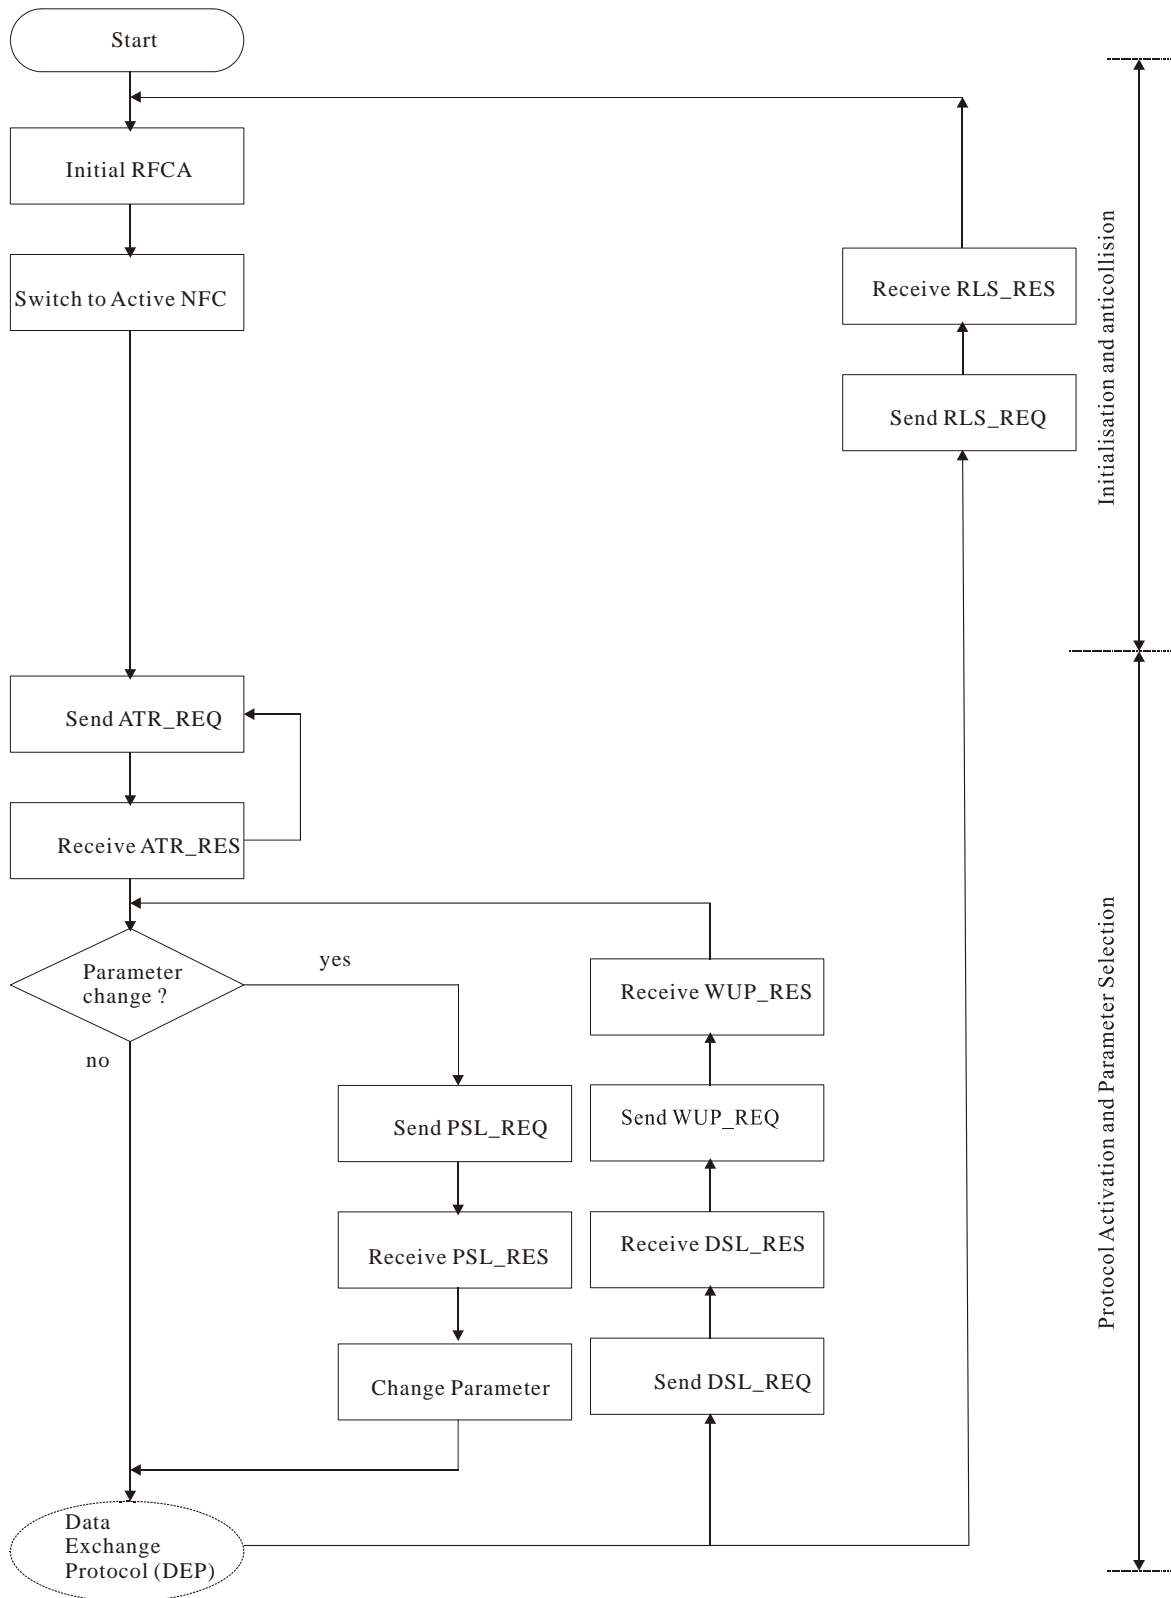 Start
Initial RFCA
Switch to Active NFC
Receive RLS_RES
Send RLS_REQ
Initialisation and anticollision
Send ATR_REQ
Receive ATR_RES
Parameter
change ?
yes
no
Send PSL_REQ
Receive PSL_RES
Change Parameter
Receive WUP_RES
Send WUP_REQ
Receive DSL_RES
Send DSL_REQ
Protocol Activation and Parameter Selection
Data
Exchange
Protocol (DEP)